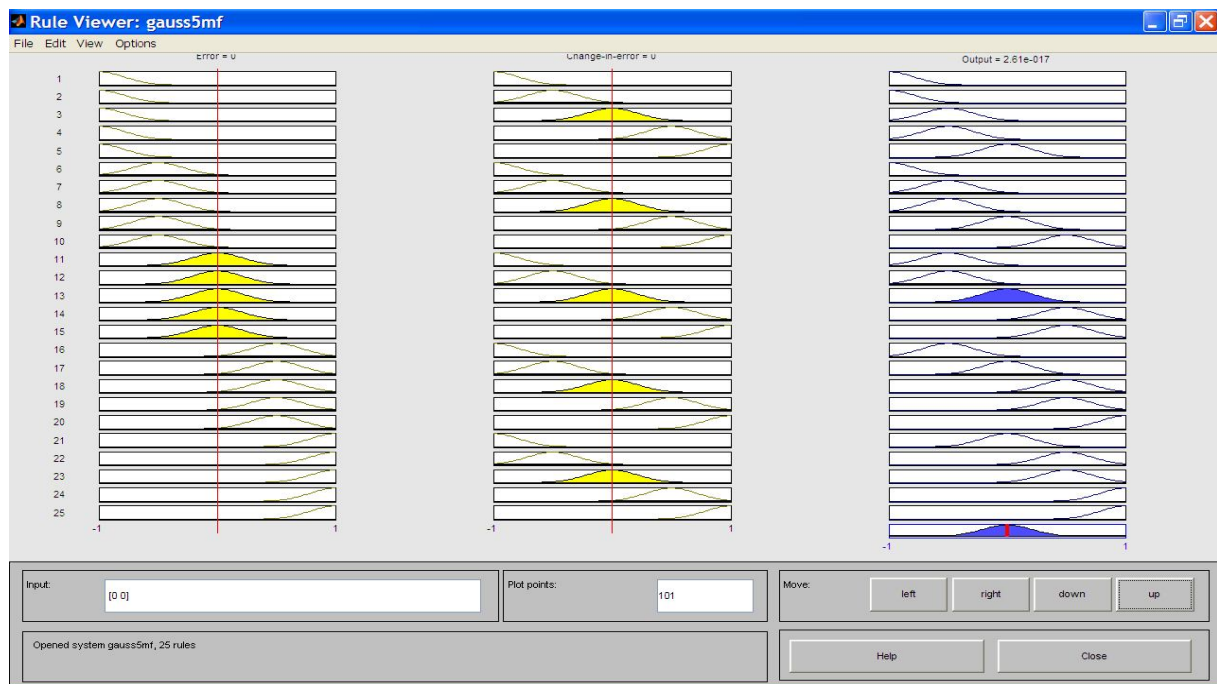 Rule Viewer: gauss5mf
File Edit View Options
Error = 0
Change-in-error = 0
Output = 2.61e-017
1
2
3
4
5
6
7
8
9
10
11
12
13
14
15
16
17
18
19
20
21
22
23
24
25
-1 1
-1 1
-1 1
Input:
[0 0]
Plot points:
101
Move:
left
right
down
up
Opened system gauss5mf, 25 rules
Help
Close